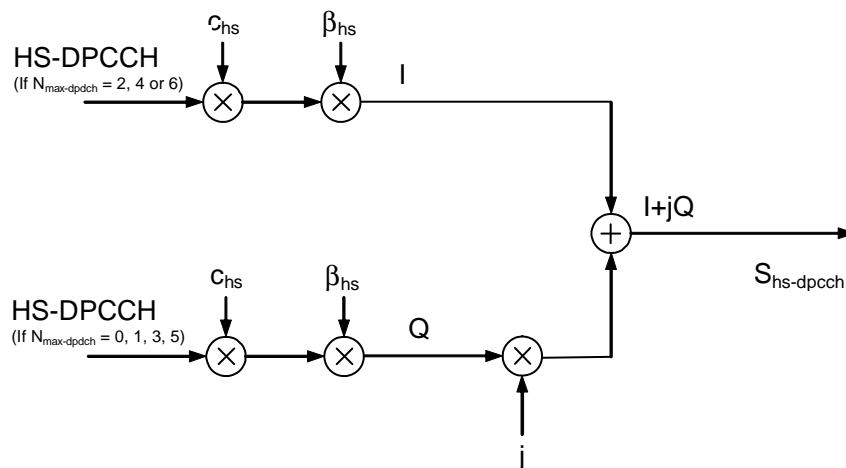 c_hs β_hs
HS-DPCCH
(If N_max-dpdch = 2, 4 or 6)
I
I+jQ
S_hs-dpcch
c_hs β_hs
HS-DPCCH
(If N_max-dpdch = 0, 1, 3, 5)
Q
j